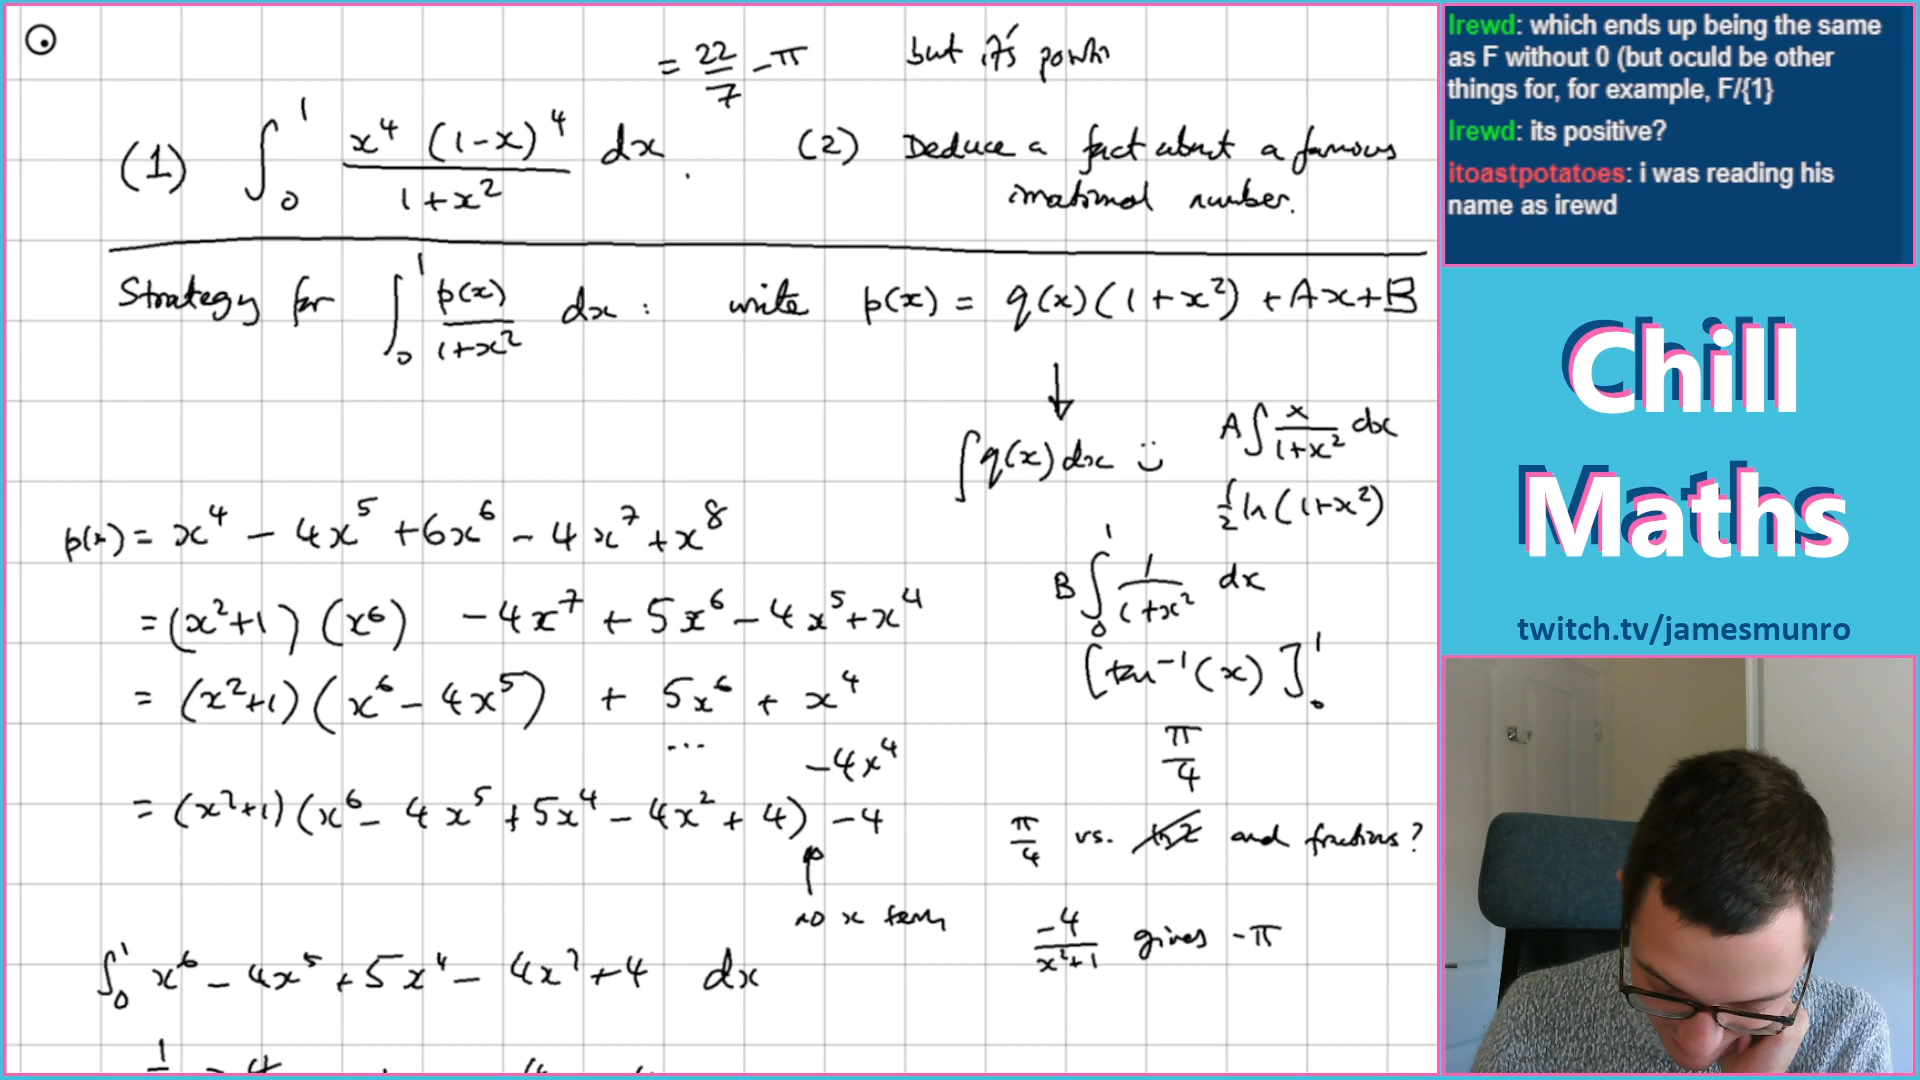 = 22/7 - π but it's positiv
(1) ∫₀¹ x⁴ (1-x)⁴ / 1+x² dx . (2) Deduce a fact about a famous
irrational number.
Strategy for ∫₀¹ p(x)/1+x² dx : write p(x) = q(x)(1+x²) + Ax+B
↓
∫q(x)dx :) A∫ x/1+x² dx
½ ln(1+x²)
p(x) = x⁴ - 4x⁵ + 6x⁶ - 4x⁷ + x⁸
B∫₀¹ 1/1+x² dx
= (x²+1) (x⁶) - 4x⁷ + 5x⁶ - 4x⁵ + x⁴
[tan⁻¹(x)]₀¹
= (x²+1) (x⁶ - 4x⁵) + 5x⁶ + x⁴
... -4x⁴
π/4
= (x²+1) (x⁶ - 4x⁵ + 5x⁴ - 4x² + 4) - 4
π/4 vs. ln2 and fractions?
↑
no x term
-4/x²+1 gives -π
∫₀¹ x⁶ - 4x⁵ + 5x⁴ - 4x² + 4 dx
lrewd: which ends up being the same
as F without 0 (but oculd be other
things for, for example, F/{1}
lrewd: its positive?
itoastpotatoes: i was reading his
name as irewd
Chill
Maths
twitch.tv/jamesmunro